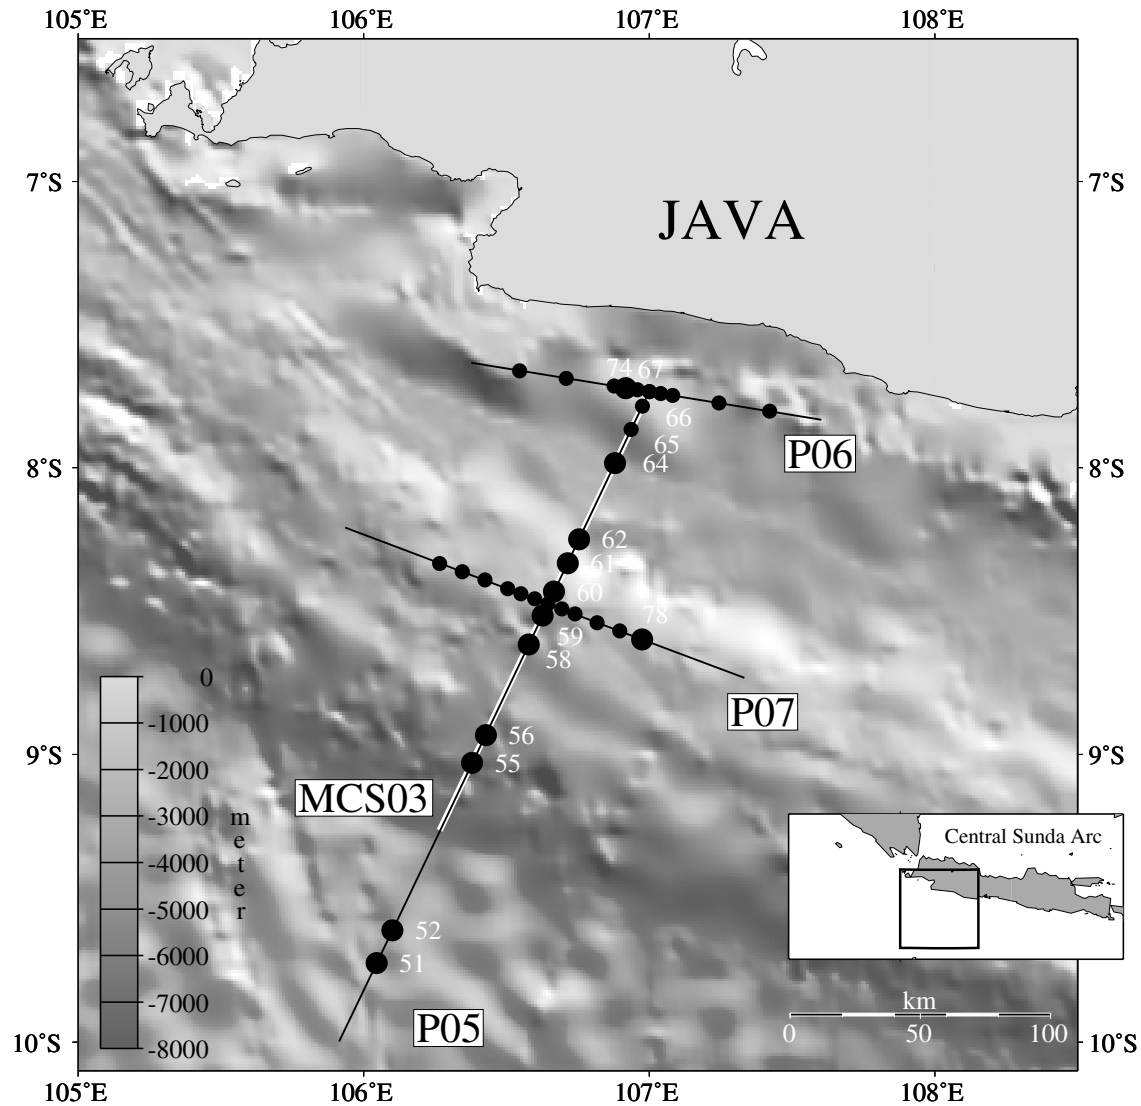 105°E 106°E 107°E 108°E
7°S 7°S
JAVA
74 67
66
P06
65
8°S 64 8°S
62
61
60
78
59
58
0
P07
-1000
56
9°S 9°S
55
-2000
MCS03
-3000
meter
Central Sunda Arc
-4000
-5000
52
-6000
51
-7000
km
P05
0 50 100
10°S 10°S
-8000
105°E 106°E 107°E 108°E